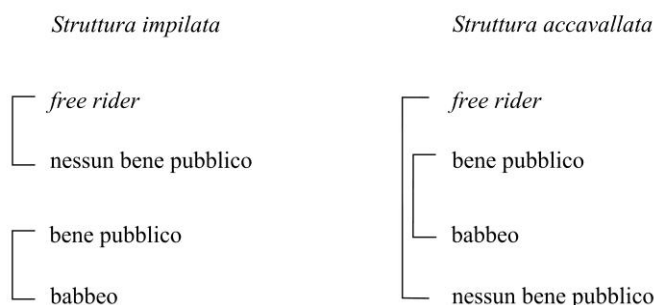 Struttura impilata
free rider
nessun bene pubblico
bene pubblico
babbeo
Struttura accavallata
free rider
bene pubblico
babbeo
nessun bene pubblico